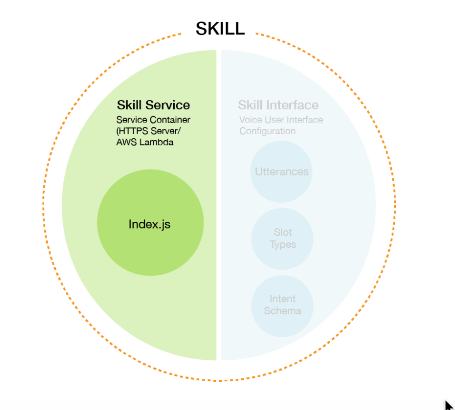 SKILL
Skill Service
Service Container
(HTTPS Server/
AWS Lambda
Index.js
Skill Interface
Voice User Interface
Configuration
Utterances
Slot
Types
Intent
Schema